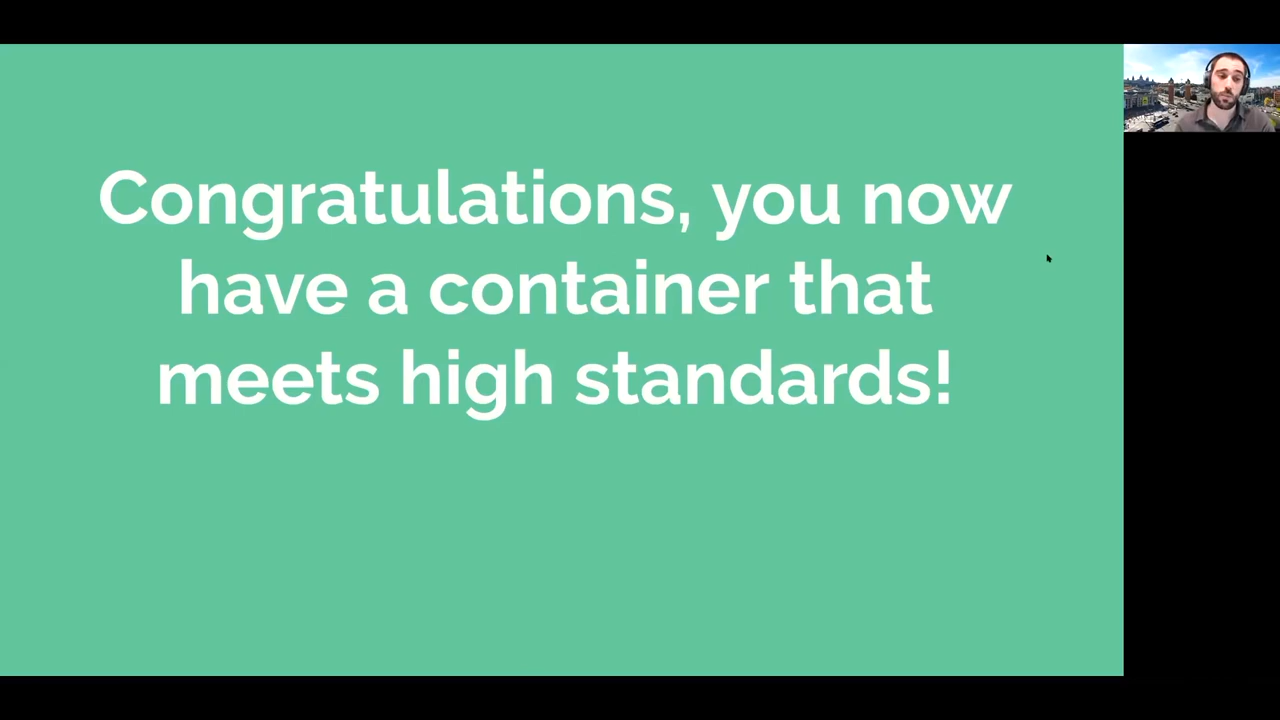 Congratulations, you now
have a container that
meets high standards!